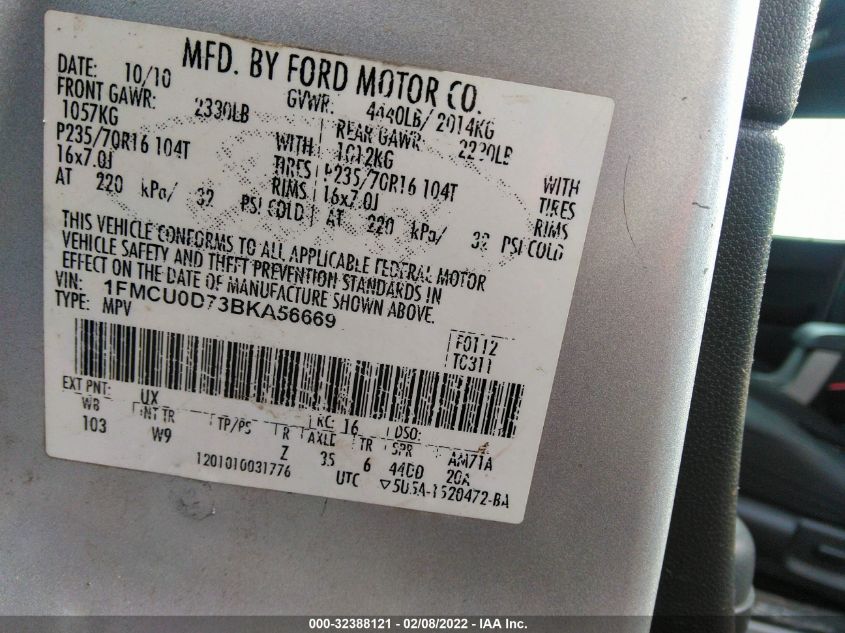 MFD. BY FORD MOTOR CO.
DATE: 10/10 GVWR: 4440LB/ 2014KG
FRONT GAWR: 2330LB REAR GAWR: 2230LB
1057KG WITH 1012KG WITH
P235/70R16 104T TIRES P235/70R16 104T TIRES
16x7.0J RIMS 16x7.0J RIMS
AT 220 kPa/ 32 PSI COLD AT 220 kPa/ 32 PSI COLD
THIS VEHICLE CONFORMS TO ALL APPLICABLE FEDERAL MOTOR
VEHICLE SAFETY AND THEFT PREVENTION STANDARDS IN
EFFECT ON THE DATE OF MANUFACTURE SHOWN ABOVE.
VIN: 1FMCU0D73BKA56669
TYPE: MPV
F0112
T0311
EXT PNT: UX RC: 16 DSO:
WB INT TR TP/PS R AXLE TR SPR AM71A
103 W9 Z 35 6 44DD 20A
1201010031776 UTC ▽5U5A-1520472-BA
000-32388121 - 02/08/2022 - IAA Inc.